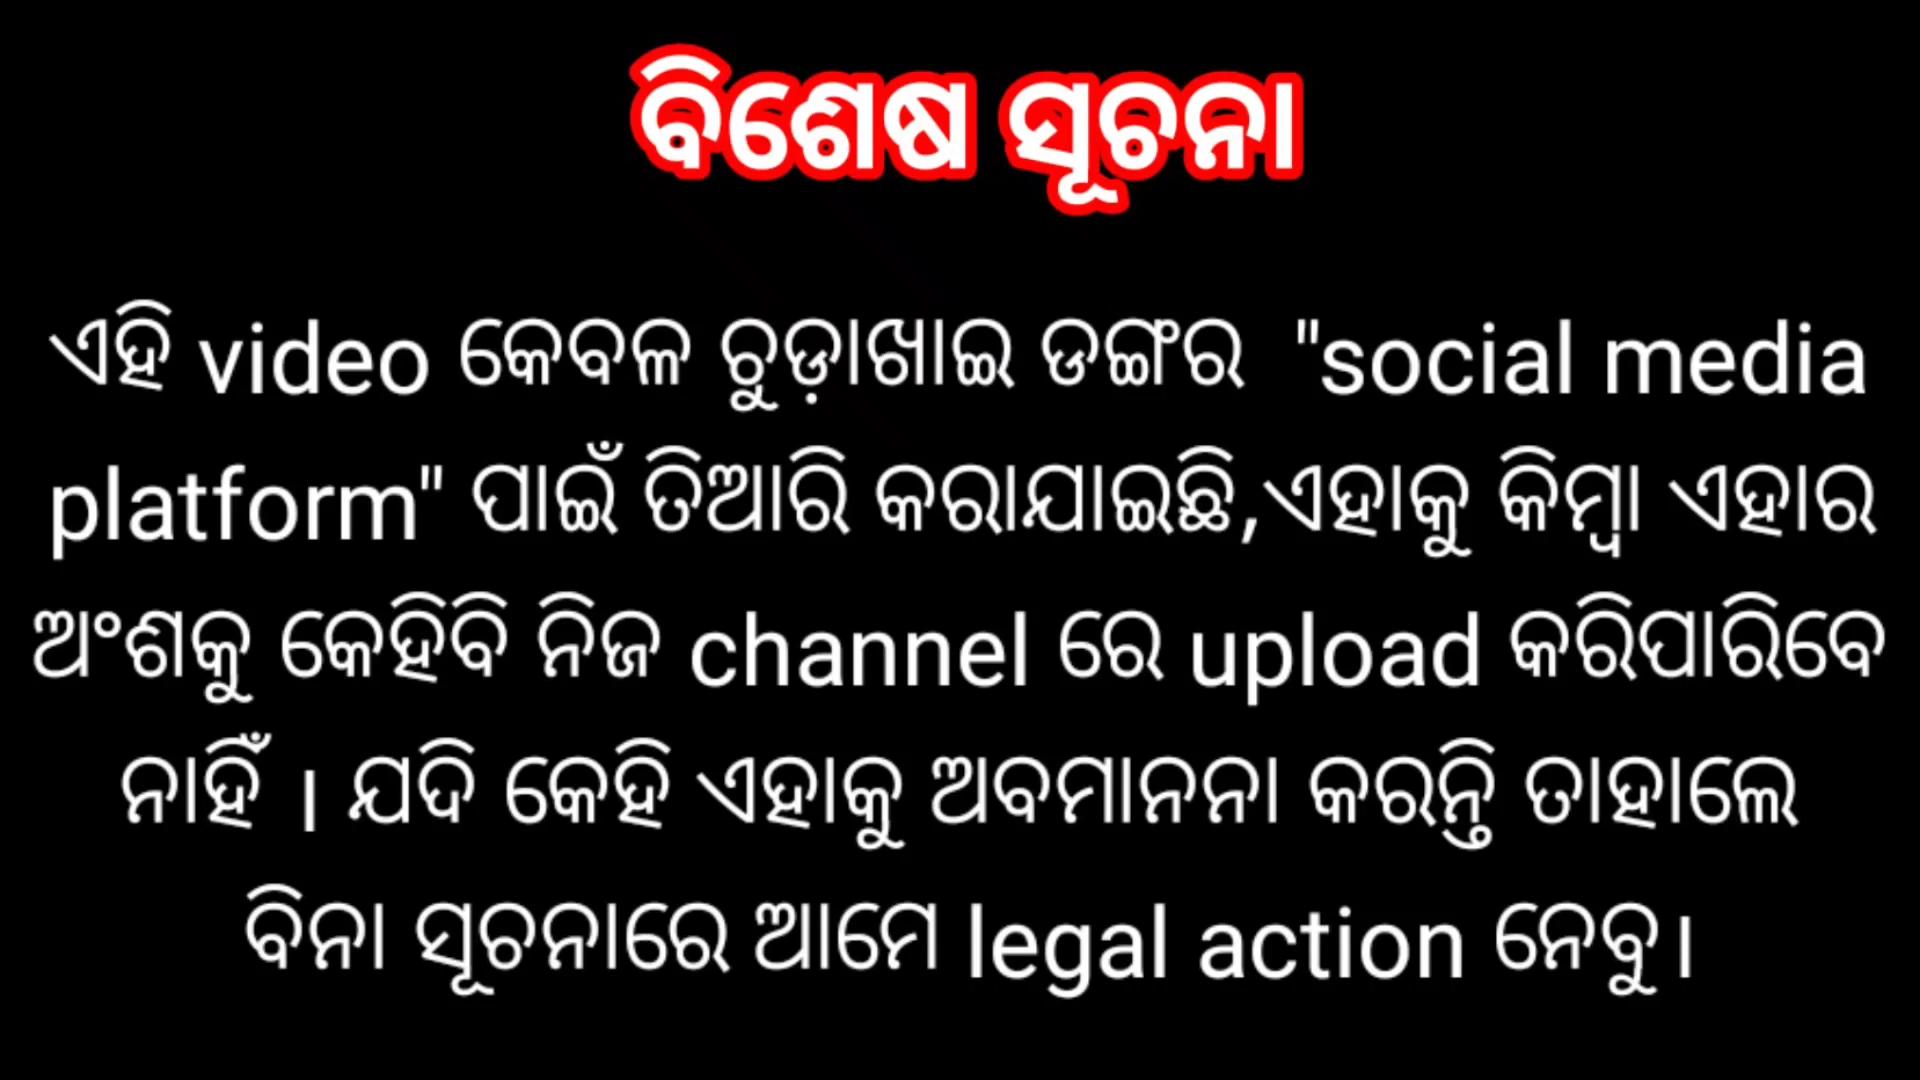 ବିଶେଷ ସୂଚନା
ଏହି video କେବଳ ଚୁଡ଼ାଖାଇ ଡଙ୍ଗର "social media
platform" ପାଇଁ ତିଆରି କରାଯାଇଛି,ଏହାକୁ କିମ୍ବା ଏହାର
ଅଂଶକୁ କେହିବି ନିଜ channel ରେ upload କରିପାରିବେ
ନାହିଁ । ଯଦି କେହି ଏହାକୁ ଅବମାନନା କରନ୍ତି ତାହାଲେ
ବିନା ସୂଚନାରେ ଆମେ legal action ନେବୁ।